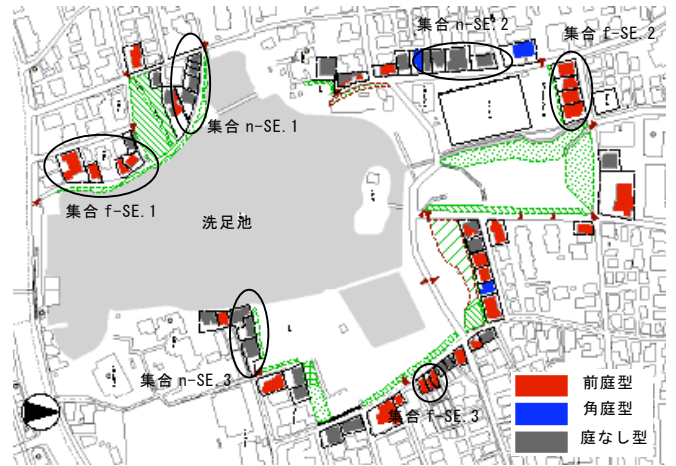 集合 n-SE.2
集合 f-SE.2
集合 n-SE.1
集合 f-SE.1
洗足池
集合 n-SE.3
集合 f-SE.3
前庭型
角庭型
庭なし型